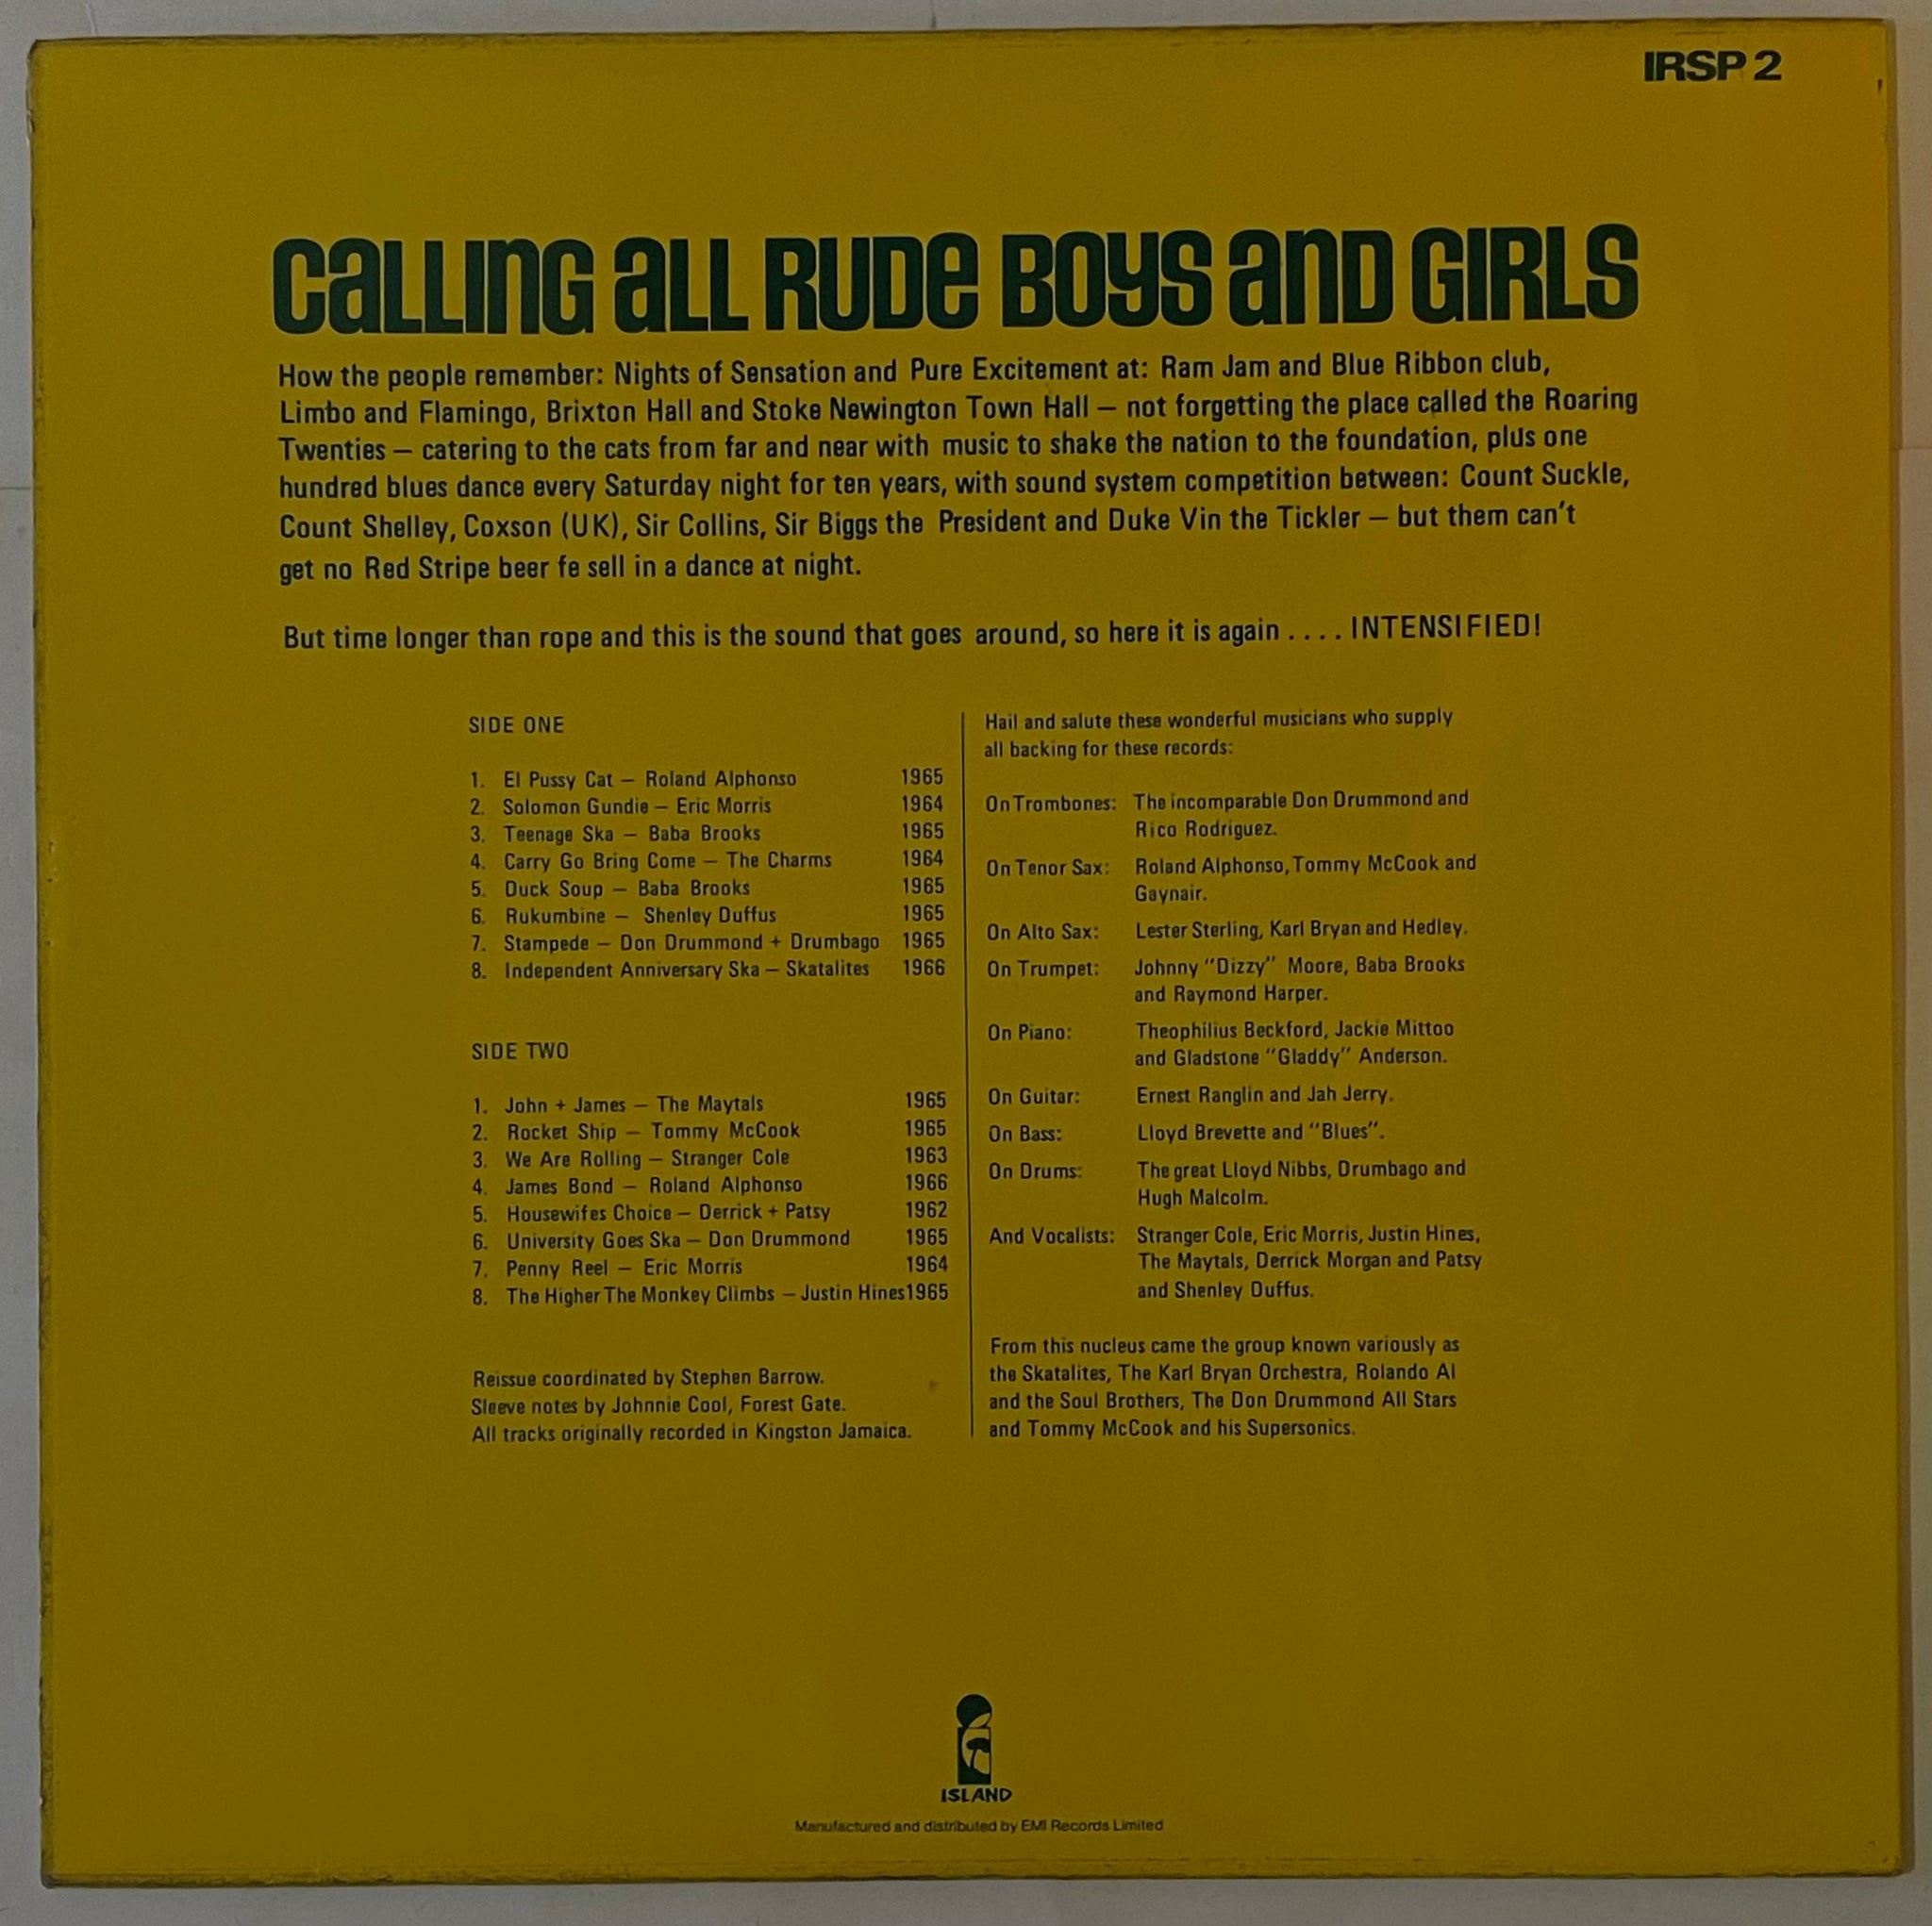 IRSP 2
CALLING ALL RUDE BOYS AND GIRLS
How the people remember: Nights of Sensation and Pure Excitement at: Ram Jam and Blue Ribbon club,
Limbo and Flamingo, Brixton Hall and Stoke Newington Town Hall — not forgetting the place called the Roaring
Twenties — catering to the cats from far and near with music to shake the nation to the foundation, plus one
hundred blues dance every Saturday night for ten years, with sound system competition between: Count Suckle,
Count Shelley, Coxson (UK), Sir Collins, Sir Biggs the President and Duke Vin the Tickler — but them can't
get no Red Stripe beer fe sell in a dance at night.
But time longer than rope and this is the sound that goes around, so here it is again .... INTENSIFIED!
SIDE ONE
1. El Pussy Cat — Roland Alphonso 1965
2. Solomon Gundie — Eric Morris 1964
3. Teenage Ska — Baba Brooks 1965
4. Carry Go Bring Come — The Charms 1964
5. Duck Soup — Baba Brooks 1965
6. Rukumbine — Shenley Duffus 1965
7. Stampede — Don Drummond + Drumbago 1965
8. Independent Anniversary Ska — Skatalites 1966
SIDE TWO
1. John + James — The Maytals 1965
2. Rocket Ship — Tommy McCook 1965
3. We Are Rolling — Stranger Cole 1963
4. James Bond — Roland Alphonso 1966
5. Housewifes Choice — Derrick + Patsy 1962
6. University Goes Ska — Don Drummond 1965
7. Penny Reel — Eric Morris 1964
8. The Higher The Monkey Climbs — Justin Hines 1965
Reissue coordinated by Stephen Barrow.
Sleeve notes by Johnnie Cool, Forest Gate.
All tracks originally recorded in Kingston Jamaica.
Hail and salute these wonderful musicians who supply
all backing for these records:
On Trombones: The incomparable Don Drummond and
Rico Rodriguez.
On Tenor Sax: Roland Alphonso, Tommy McCook and
Gaynair.
On Alto Sax: Lester Sterling, Karl Bryan and Hedley.
On Trumpet: Johnny "Dizzy" Moore, Baba Brooks
and Raymond Harper.
On Piano: Theophilius Beckford, Jackie Mittoo
and Gladstone "Gladdy" Anderson.
On Guitar: Ernest Ranglin and Jah Jerry.
On Bass: Lloyd Brevette and "Blues".
On Drums: The great Lloyd Nibbs, Drumbago and
Hugh Malcolm.
And Vocalists: Stranger Cole, Eric Morris, Justin Hines,
The Maytals, Derrick Morgan and Patsy
and Shenley Duffus.
From this nucleus came the group known variously as
the Skatalites, The Karl Bryan Orchestra, Rolando Al
and the Soul Brothers, The Don Drummond All Stars
and Tommy McCook and his Supersonics.
ISLAND
Manufactured and distributed by EMI Records Limited